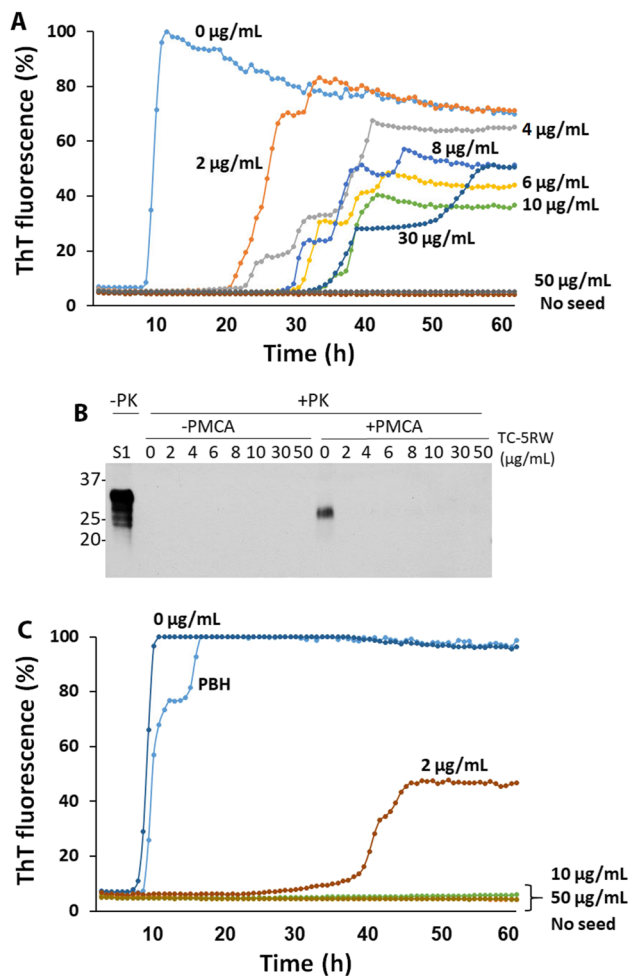 A
ThT fluorescence (%)
100
80
60
40
20
0
0 µg/mL
2 µg/mL
4 µg/mL
8 µg/mL
6 µg/mL
10 µg/mL
30 µg/mL
50 µg/mL
No seed
10 20 30 40 50 60
Time (h)
B
-PK +PK
-PMCA +PMCA
S1 0 2 4 6 8 10 30 50 0 2 4 6 8 10 30 50
TC-5RW
(µg/mL)
37-
25-
20-
C
ThT fluorescence (%)
100
80
60
40
20
0
0 µg/mL
PBH
2 µg/mL
10 µg/mL
50 µg/mL
No seed
10 20 30 40 50 60
Time (h)